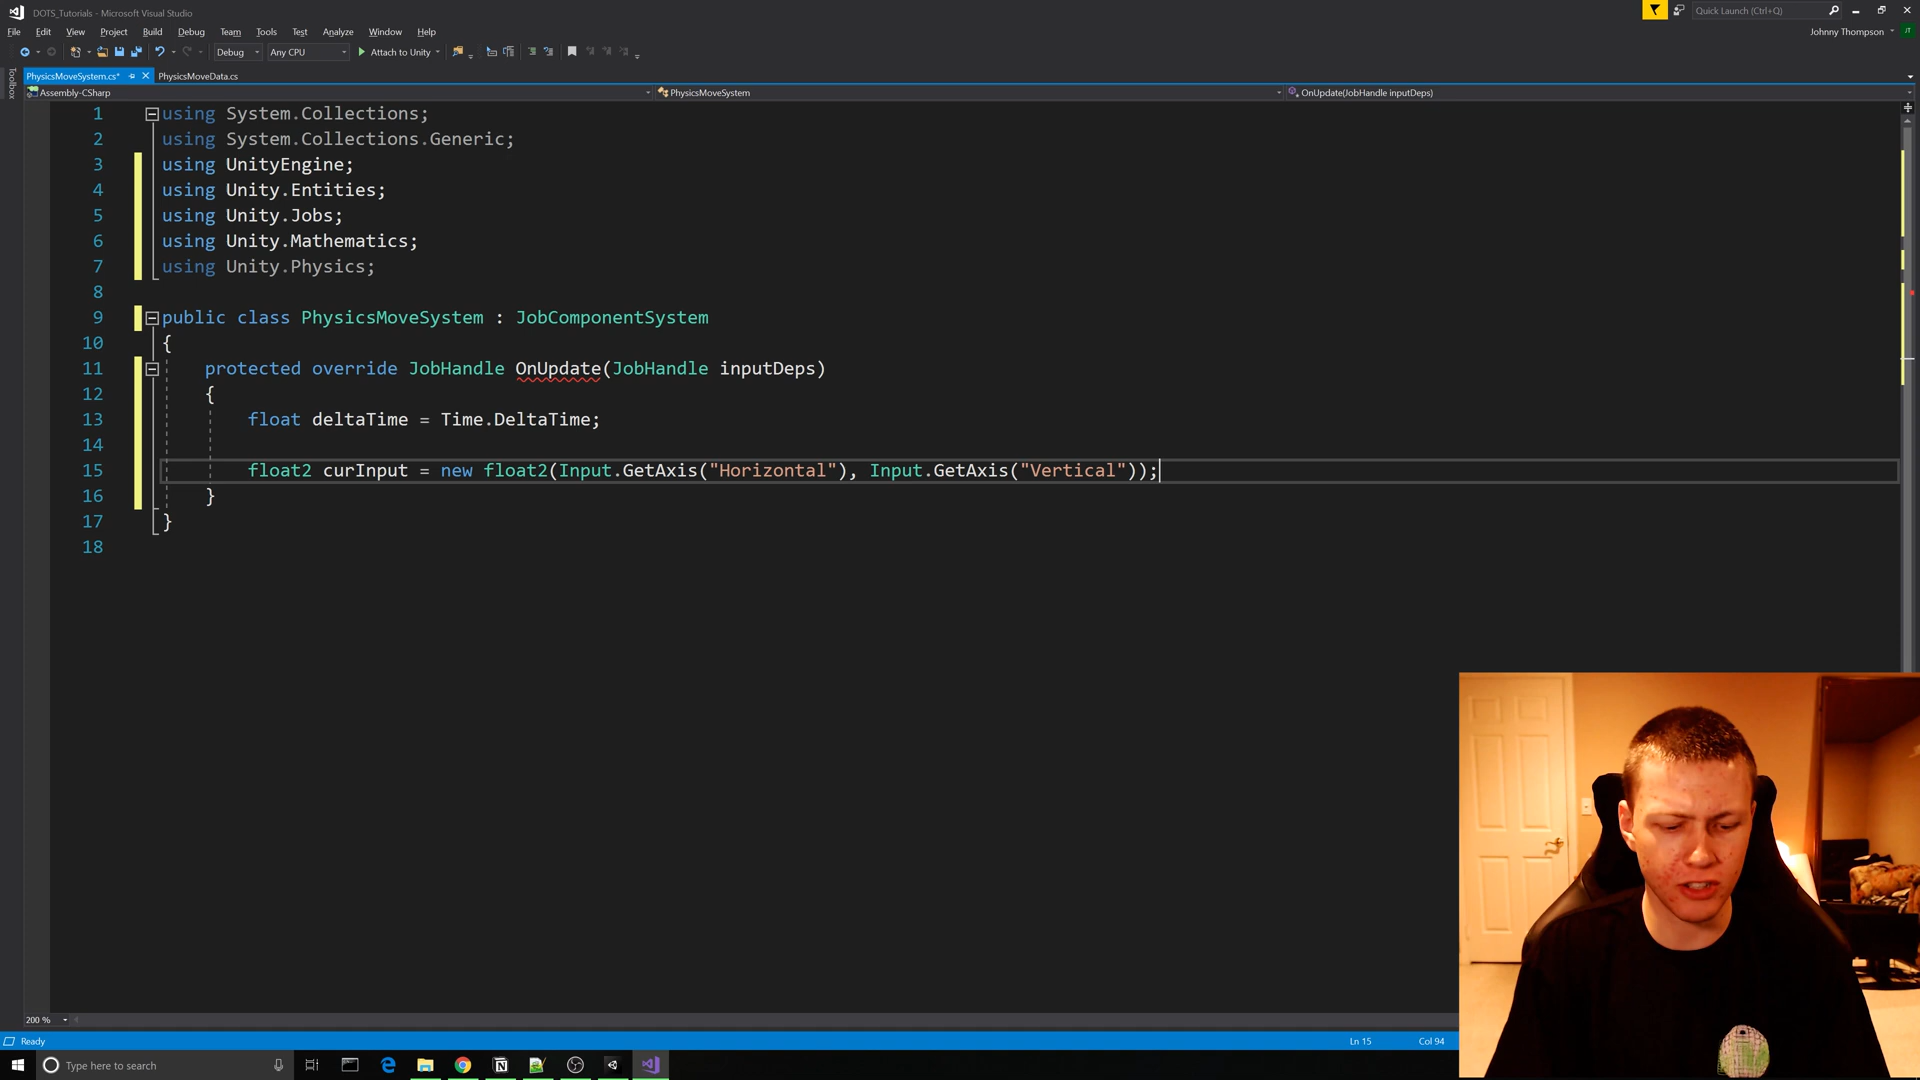 DOTS_Tutorials - Microsoft Visual Studio
Quick Launch (Ctrl+Q)
File Edit View Project Build Debug Team Tools Test Analyze Window Help
Johnny Thompson JT
Debug Any CPU Attach to Unity
Toolbox
PhysicsMoveSystem.cs* PhysicsMoveData.cs
Assembly-CSharp PhysicsMoveSystem OnUpdate(JobHandle inputDeps)
1 using System.Collections;
2 using System.Collections.Generic;
3 using UnityEngine;
4 using Unity.Entities;
5 using Unity.Jobs;
6 using Unity.Mathematics;
7 using Unity.Physics;
8
9 public class PhysicsMoveSystem : JobComponentSystem
10 {
11 protected override JobHandle OnUpdate(JobHandle inputDeps)
12 {
13 float deltaTime = Time.DeltaTime;
14
15 float2 curInput = new float2(Input.GetAxis("Horizontal"), Input.GetAxis("Vertical"));
16 }
17 }
18
200 %
Ready Ln 15 Col 94
Type here to search